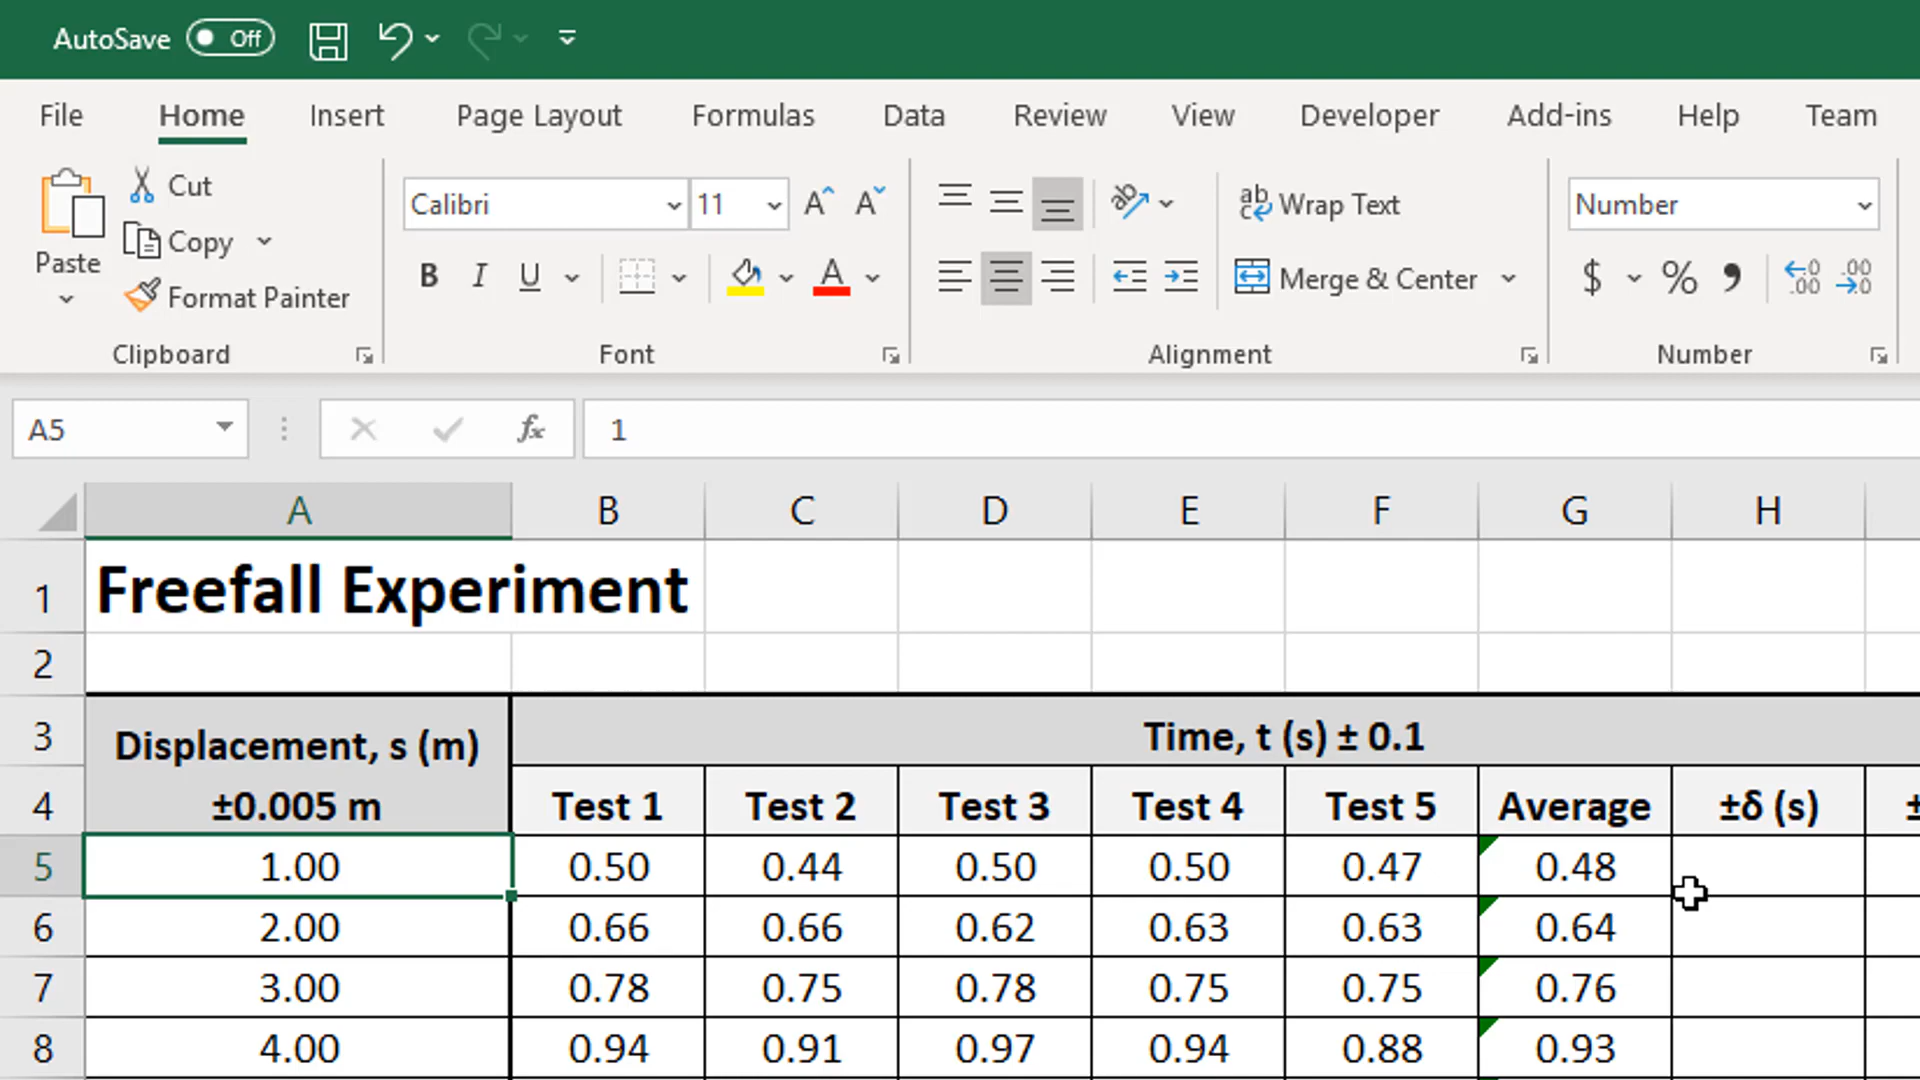 AutoSave Off
File Home Insert Page Layout Formulas Data Review View Developer Add-ins Help Team
Paste
Cut
Copy
Format Painter
Clipboard
Calibri 11
B I U A
Font
Wrap Text
Merge & Center
Alignment
Number
$ % ,
Number
A5 fx 1
A B C D E F G H
1 Freefall Experiment
2
3 Displacement, s (m) Time, t (s) ± 0.1
4 ±0.005 m Test 1 Test 2 Test 3 Test 4 Test 5 Average ±δ (s) ±
5 1.00 0.50 0.44 0.50 0.50 0.47 0.48
6 2.00 0.66 0.66 0.62 0.63 0.63 0.64
7 3.00 0.78 0.75 0.78 0.75 0.75 0.76
8 4.00 0.94 0.91 0.97 0.94 0.88 0.93